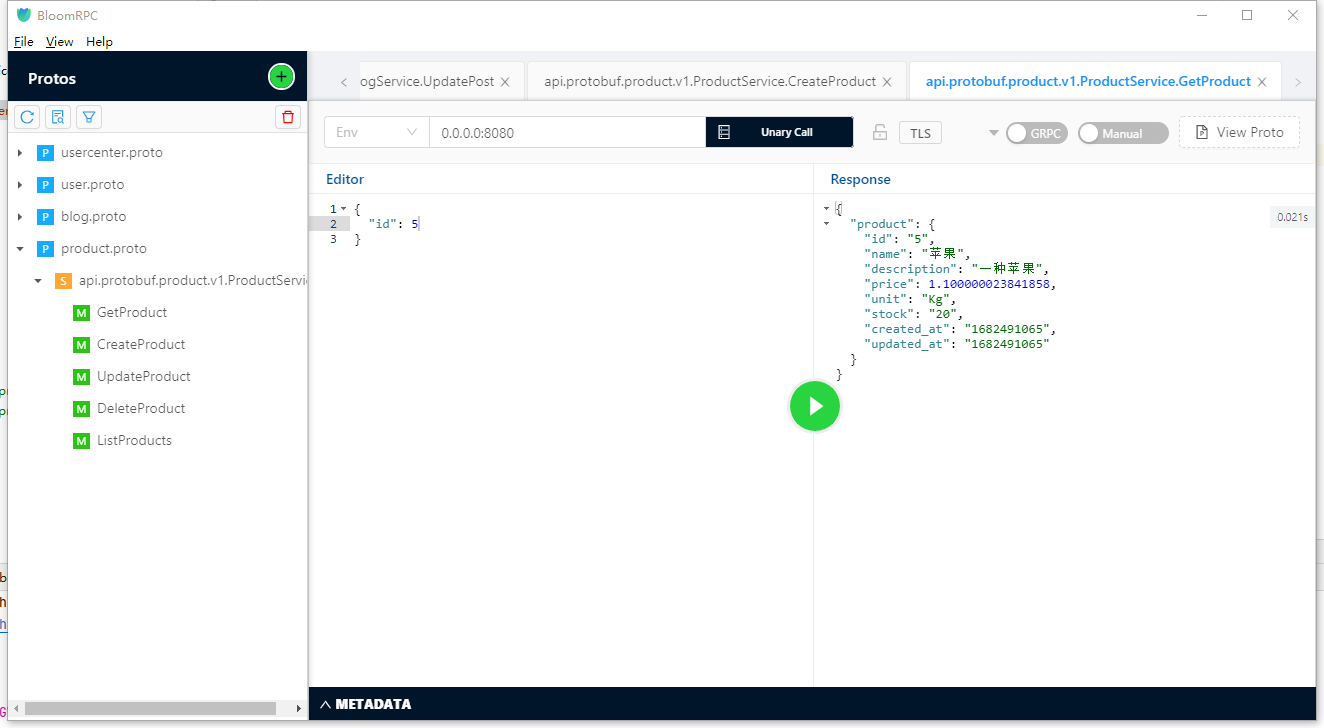 BloomRPC
File View Help
Protos
ogService.UpdatePost
api.protobuf.product.v1.ProductService.CreateProduct
api.protobuf.product.v1.ProductService.GetProduct
Env
0.0.0.0:8080
Unary Call
TLS
GRPC
Manual
View Proto
P usercenter.proto
P user.proto
P blog.proto
P product.proto
S api.protobuf.product.v1.ProductServi
M GetProduct
M CreateProduct
M UpdateProduct
M DeleteProduct
M ListProducts
Editor
1 {
2 "id": 5
3 }
Response
0.021s
{
"product": {
"id": "5",
"name": "苹果",
"description": "一种苹果",
"price": 1.100000023841858,
"unit": "Kg",
"stock": "20",
"created_at": "1682491065",
"updated_at": "1682491065"
}
}
METADATA